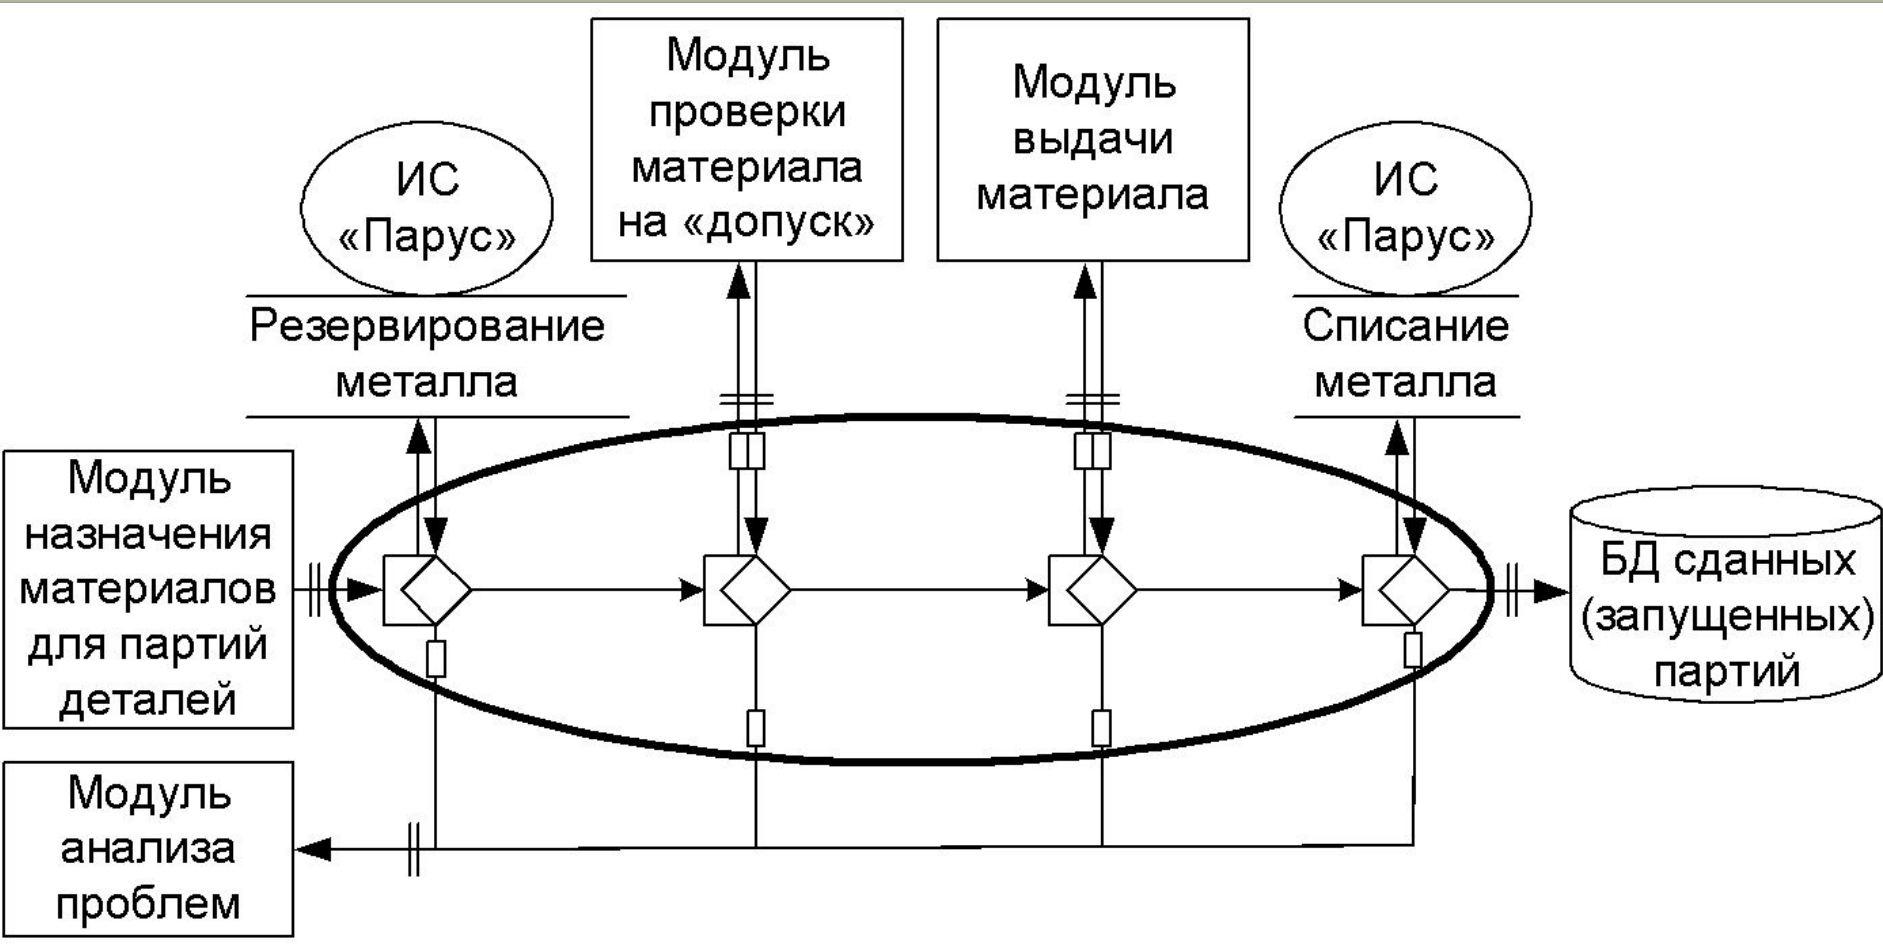 Модуль
проверки
материала
на «допуск»
Модуль
выдачи
материала
ИС
«Парус»
ИС
«Парус»
Резервирование
металла
Списание
металла
Модуль
назначения
материалов
для партий
деталей
БД сданных
(запущенных)
партий
Модуль
анализа
проблем